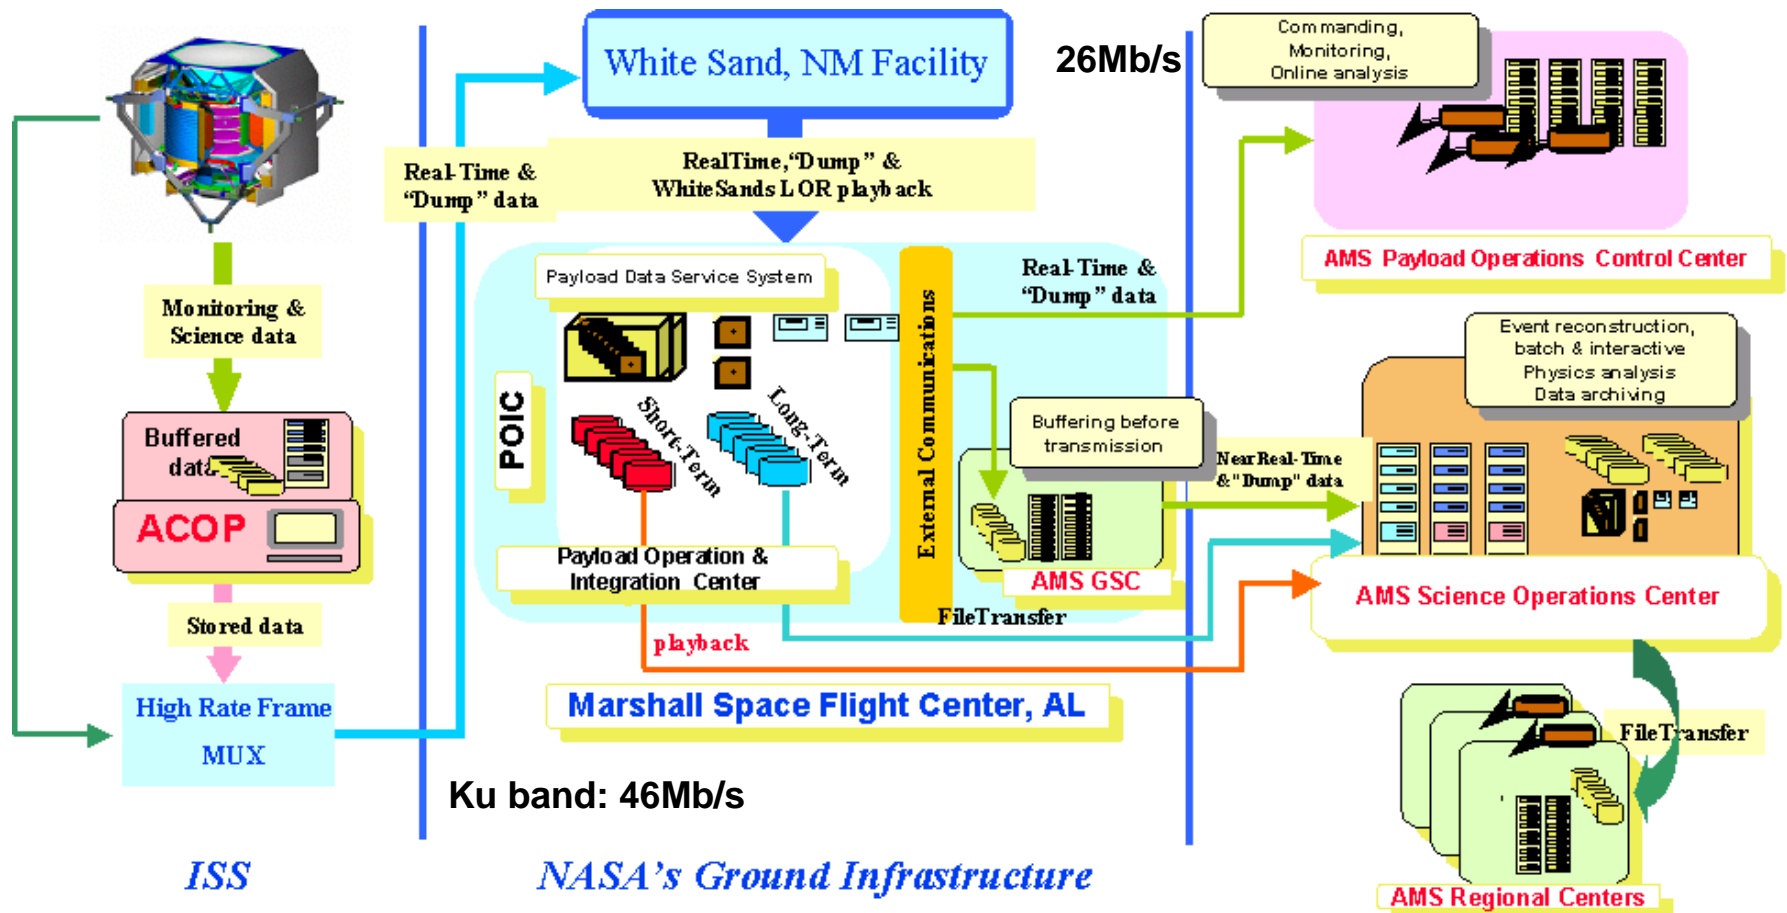 Monitoring &
Science data
Buffered
data
ACOP
Stored data
High Rate Frame
MUX
ISS
White Sand, NM Facility
26Mb/s
Real-Time &
“Dump” data
RealTime,“Dump” &
WhiteSands LOR playback
Payload Data Service System
POIC
Short-Term
Long-Term
External Communications
Real-Time &
“Dump” data
Buffering before
transmission
Payload Operation &
Integration Center
AMS GSC
FileTransfer
playback
Marshall Space Flight Center, AL
Ku band: 46Mb/s
NASA’s Ground Infrastructure
Commanding,
Monitoring,
Online analysis
AMS Payload Operations Control Center
Event reconstruction,
batch & interactive
Physics analysis
Data archiving
NearReal-Time
&“Dump” data
AMS Science Operations Center
FileTransfer
AMS Regional Centers